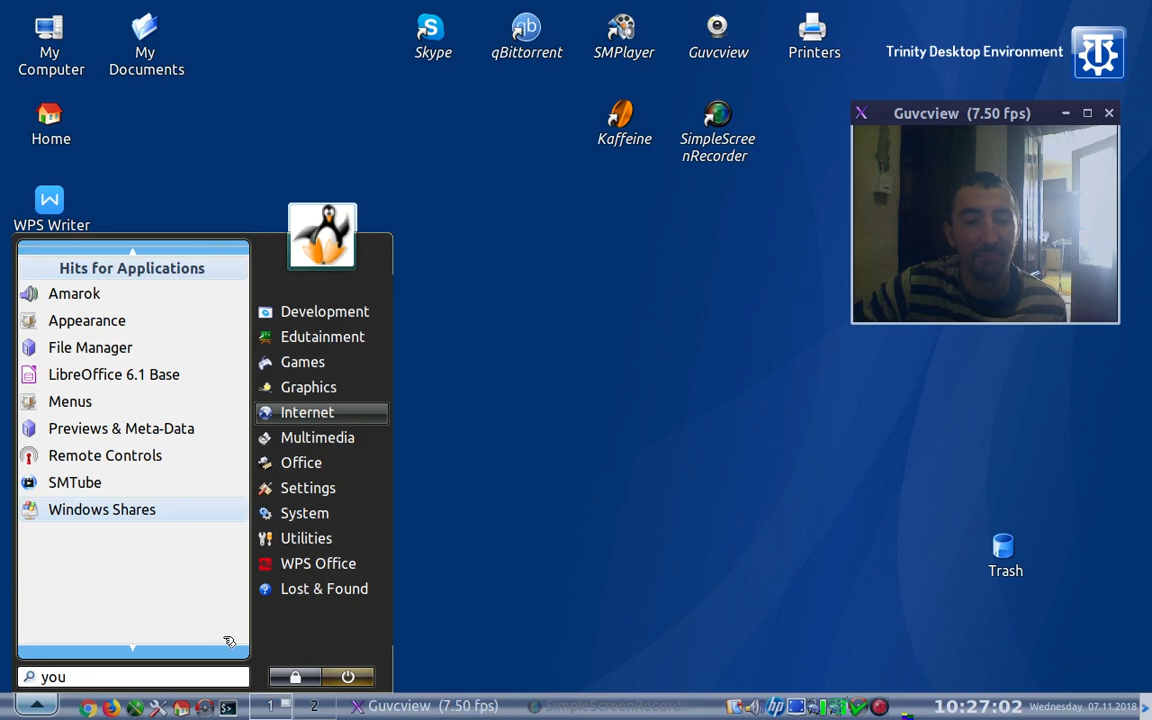 My
Computer
My
Documents
Skype
qBittorrent
SMPlayer
Guvcview
Printers
Trinity Desktop Environment
Home
Kaffeine
SimpleScree
nRecorder
Guvcview (7.50 fps)
WPS Writer
Hits for Applications
Amarok
Appearance
File Manager
LibreOffice 6.1 Base
Menus
Previews & Meta-Data
Remote Controls
SMTube
Windows Shares
Development
Edutainment
Games
Graphics
Internet
Multimedia
Office
Settings
System
Utilities
WPS Office
Lost & Found
Trash
you
1
2
Guvcview (7.50 fps)
SimpleScreenRecorde
10:27:02 Wednesday 07.11.2018